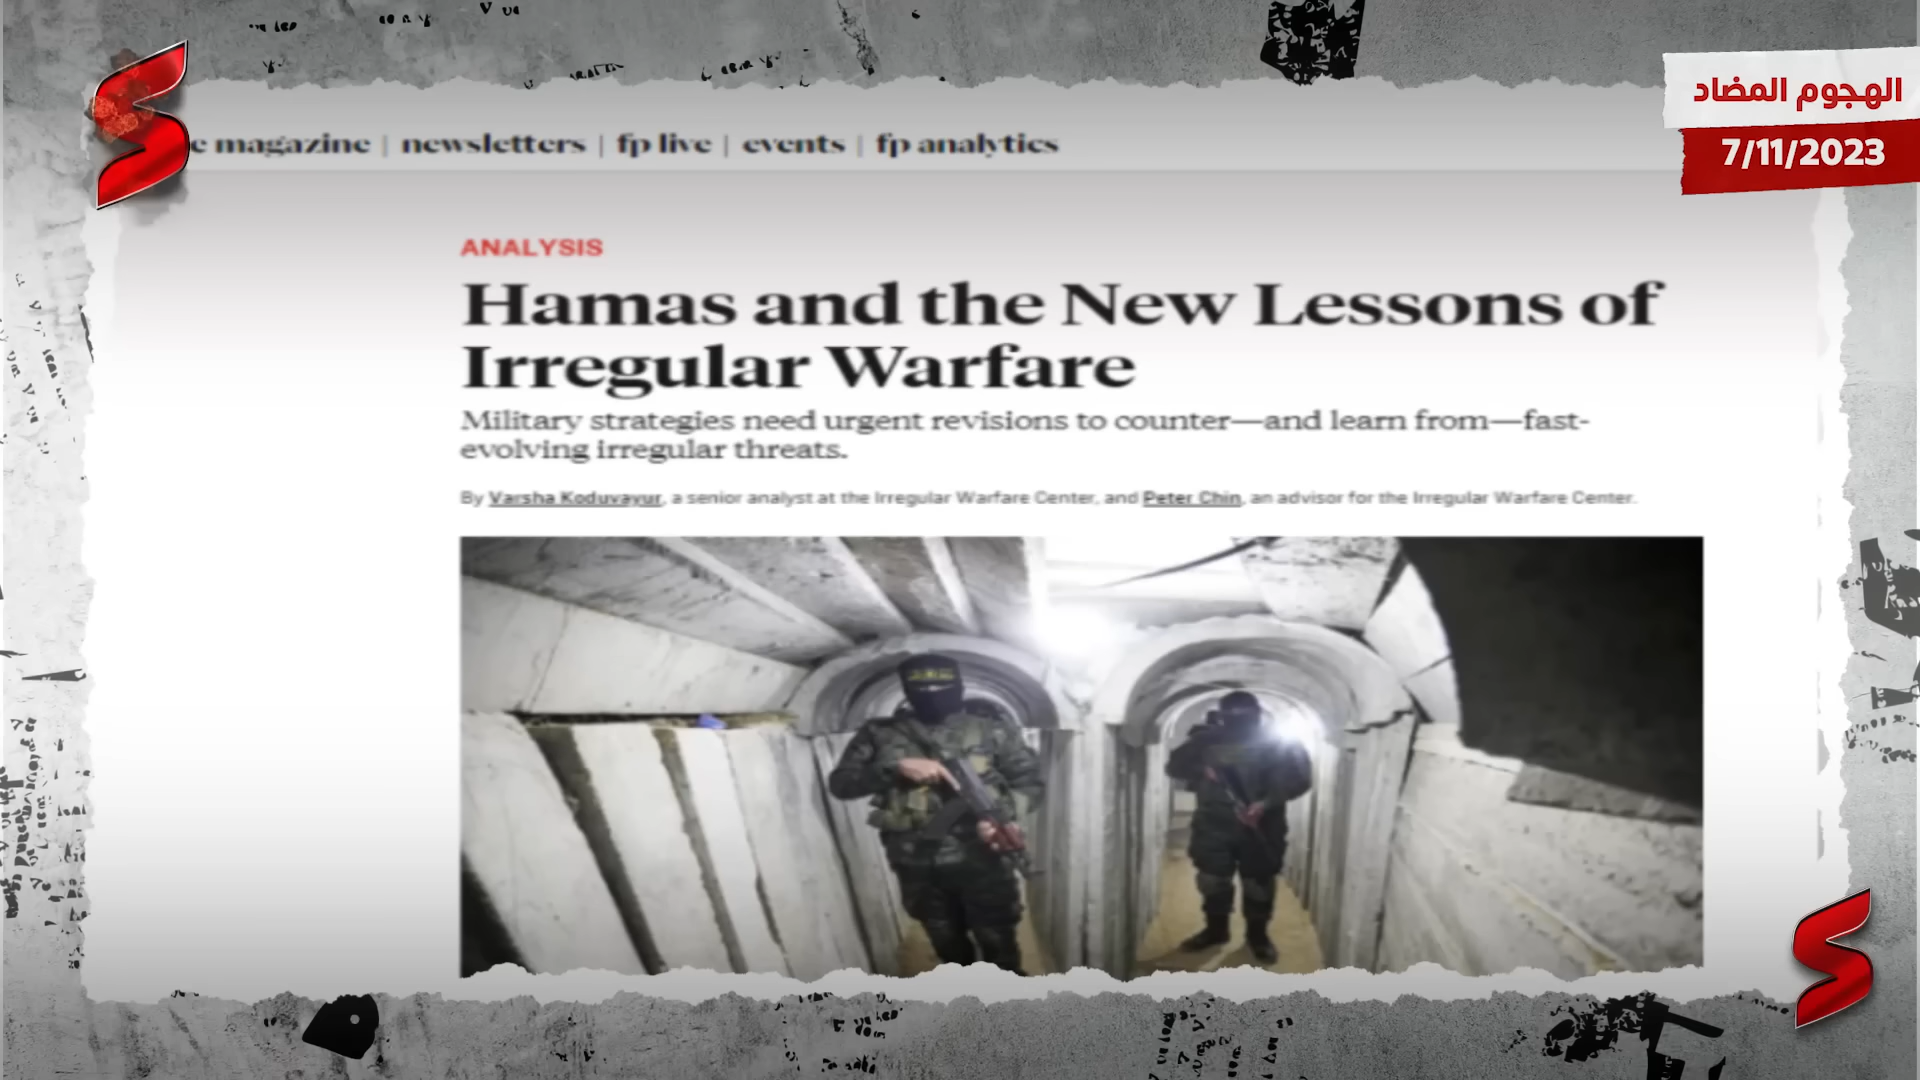 الهجوم المضاد
7/11/2023
e magazine | newsletters | fp live | events | fp analytics
ANALYSIS
Hamas and the New Lessons of
Irregular Warfare
Military strategies need urgent revisions to counter—and learn from—fast-
evolving irregular threats.
By Varsha Koduvayur, a senior analyst at the Irregular Warfare Center, and Peter Chin, an advisor for the Irregular Warfare Center.